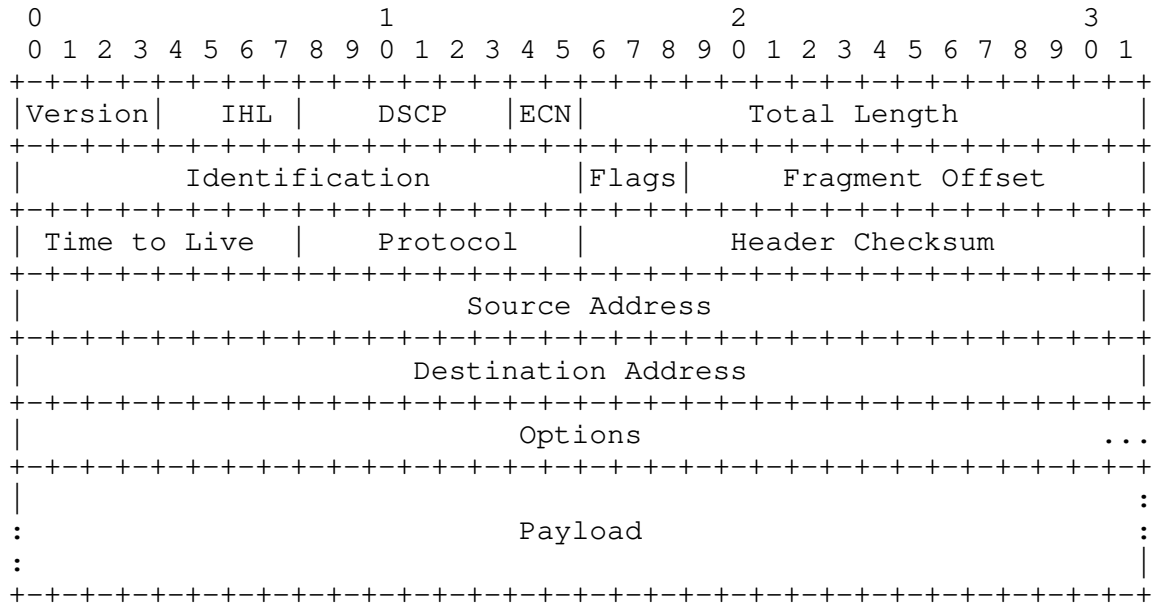 0                   1                   2                   3
 0 1 2 3 4 5 6 7 8 9 0 1 2 3 4 5 6 7 8 9 0 1 2 3 4 5 6 7 8 9 0 1
+-+-+-+-+-+-+-+-+-+-+-+-+-+-+-+-+-+-+-+-+-+-+-+-+-+-+-+-+-+-+-+-+
|Version|   IHL |    DSCP   |ECN|         Total Length          |
+-+-+-+-+-+-+-+-+-+-+-+-+-+-+-+-+-+-+-+-+-+-+-+-+-+-+-+-+-+-+-+-+
|         Identification        |Flags|     Fragment Offset     |
+-+-+-+-+-+-+-+-+-+-+-+-+-+-+-+-+-+-+-+-+-+-+-+-+-+-+-+-+-+-+-+-+
| Time to Live  |    Protocol   |        Header Checksum        |
+-+-+-+-+-+-+-+-+-+-+-+-+-+-+-+-+-+-+-+-+-+-+-+-+-+-+-+-+-+-+-+-+
|                         Source Address                        |
+-+-+-+-+-+-+-+-+-+-+-+-+-+-+-+-+-+-+-+-+-+-+-+-+-+-+-+-+-+-+-+-+
|                      Destination Address                      |
+-+-+-+-+-+-+-+-+-+-+-+-+-+-+-+-+-+-+-+-+-+-+-+-+-+-+-+-+-+-+-+-+
|                            Options                          ...
+-+-+-+-+-+-+-+-+-+-+-+-+-+-+-+-+-+-+-+-+-+-+-+-+-+-+-+-+-+-+-+-+
|                                                               :
:                            Payload                            :
:                                                               |
+-+-+-+-+-+-+-+-+-+-+-+-+-+-+-+-+-+-+-+-+-+-+-+-+-+-+-+-+-+-+-+-+